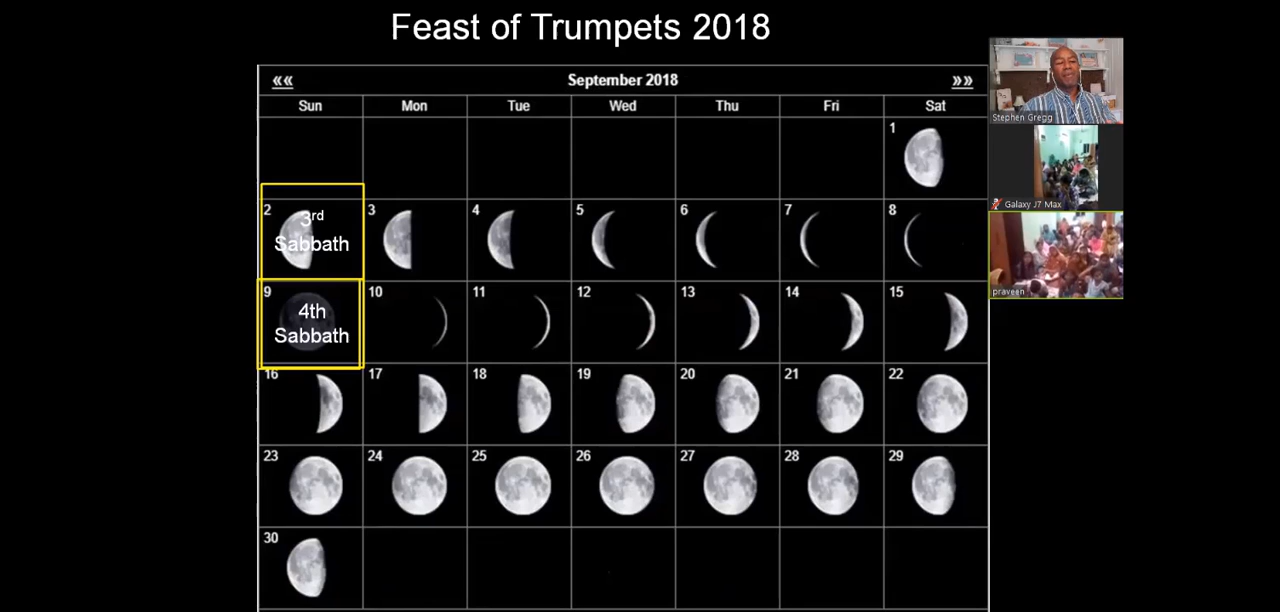 Feast of Trumpets 2018
«« September 2018 »»
Sun Mon Tue Wed Thu Fri Sat
1
2 3 4 5 6 7 8
3rd
Sabbath
9 10 11 12 13 14 15
4th
Sabbath
16 17 18 19 20 21 22
23 24 25 26 27 28 29
30
Stephen Gregg
Galaxy J7 Max
praveen